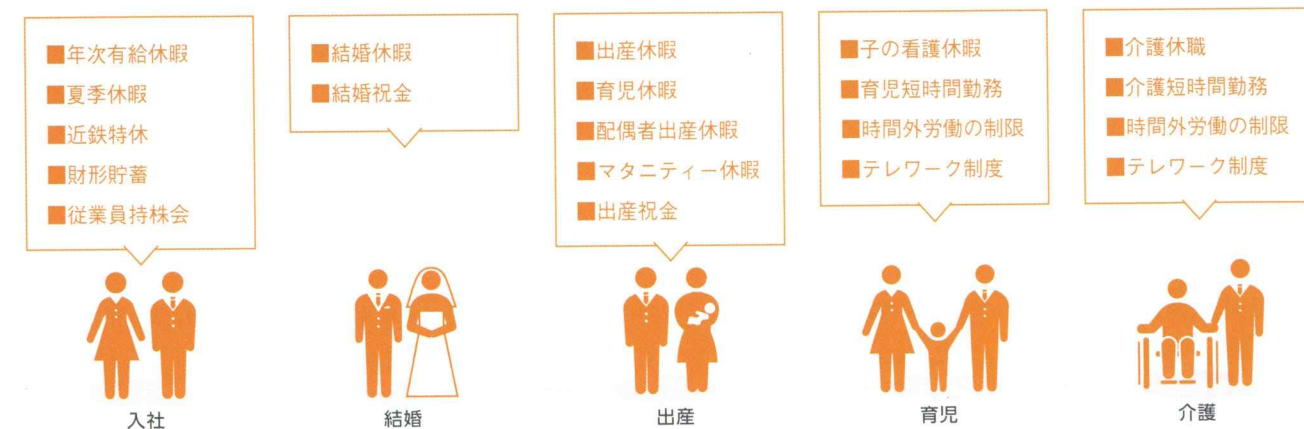 ■年次有給休暇
■夏季休暇
■近鉄特休
■財形貯蓄
■従業員持株会
入社
■結婚休暇
■結婚祝金
結婚
■出産休暇
■育児休暇
■配偶者出産休暇
■マタニティー休暇
■出産祝金
出産
■子の看護休暇
■育児短時間勤務
■時間外労働の制限
■テレワーク制度
育児
■介護休職
■介護短時間勤務
■時間外労働の制限
■テレワーク制度
介護